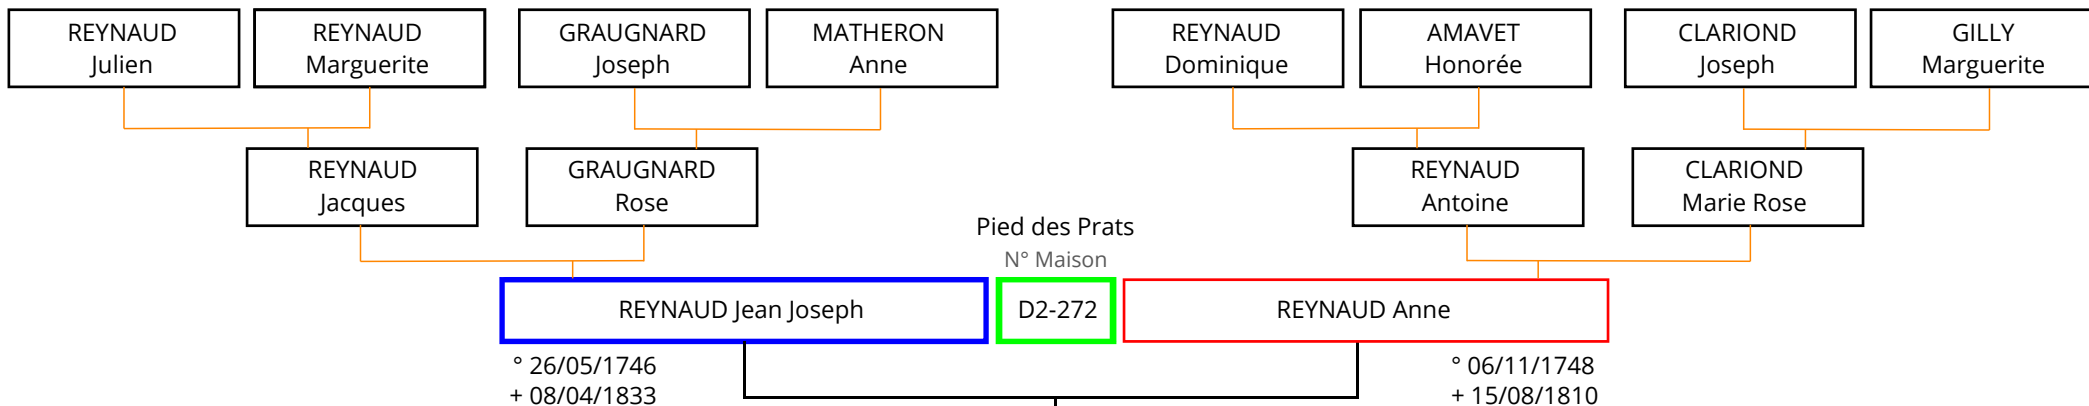 REYNAUD
Julien
REYNAUD
Marguerite
GRAUGNARD
Joseph
MATHERON
Anne
REYNAUD
Dominique
AMAVET
Honorée
CLARIOND
Joseph
GILLY
Marguerite
REYNAUD
Jacques
GRAUGNARD
Rose
REYNAUD
Antoine
CLARIOND
Marie Rose
Pied des Prats
N° Maison
REYNAUD Jean Joseph
D2-272
REYNAUD Anne
° 26/05/1746
+ 08/04/1833
° 06/11/1748
+ 15/08/1810